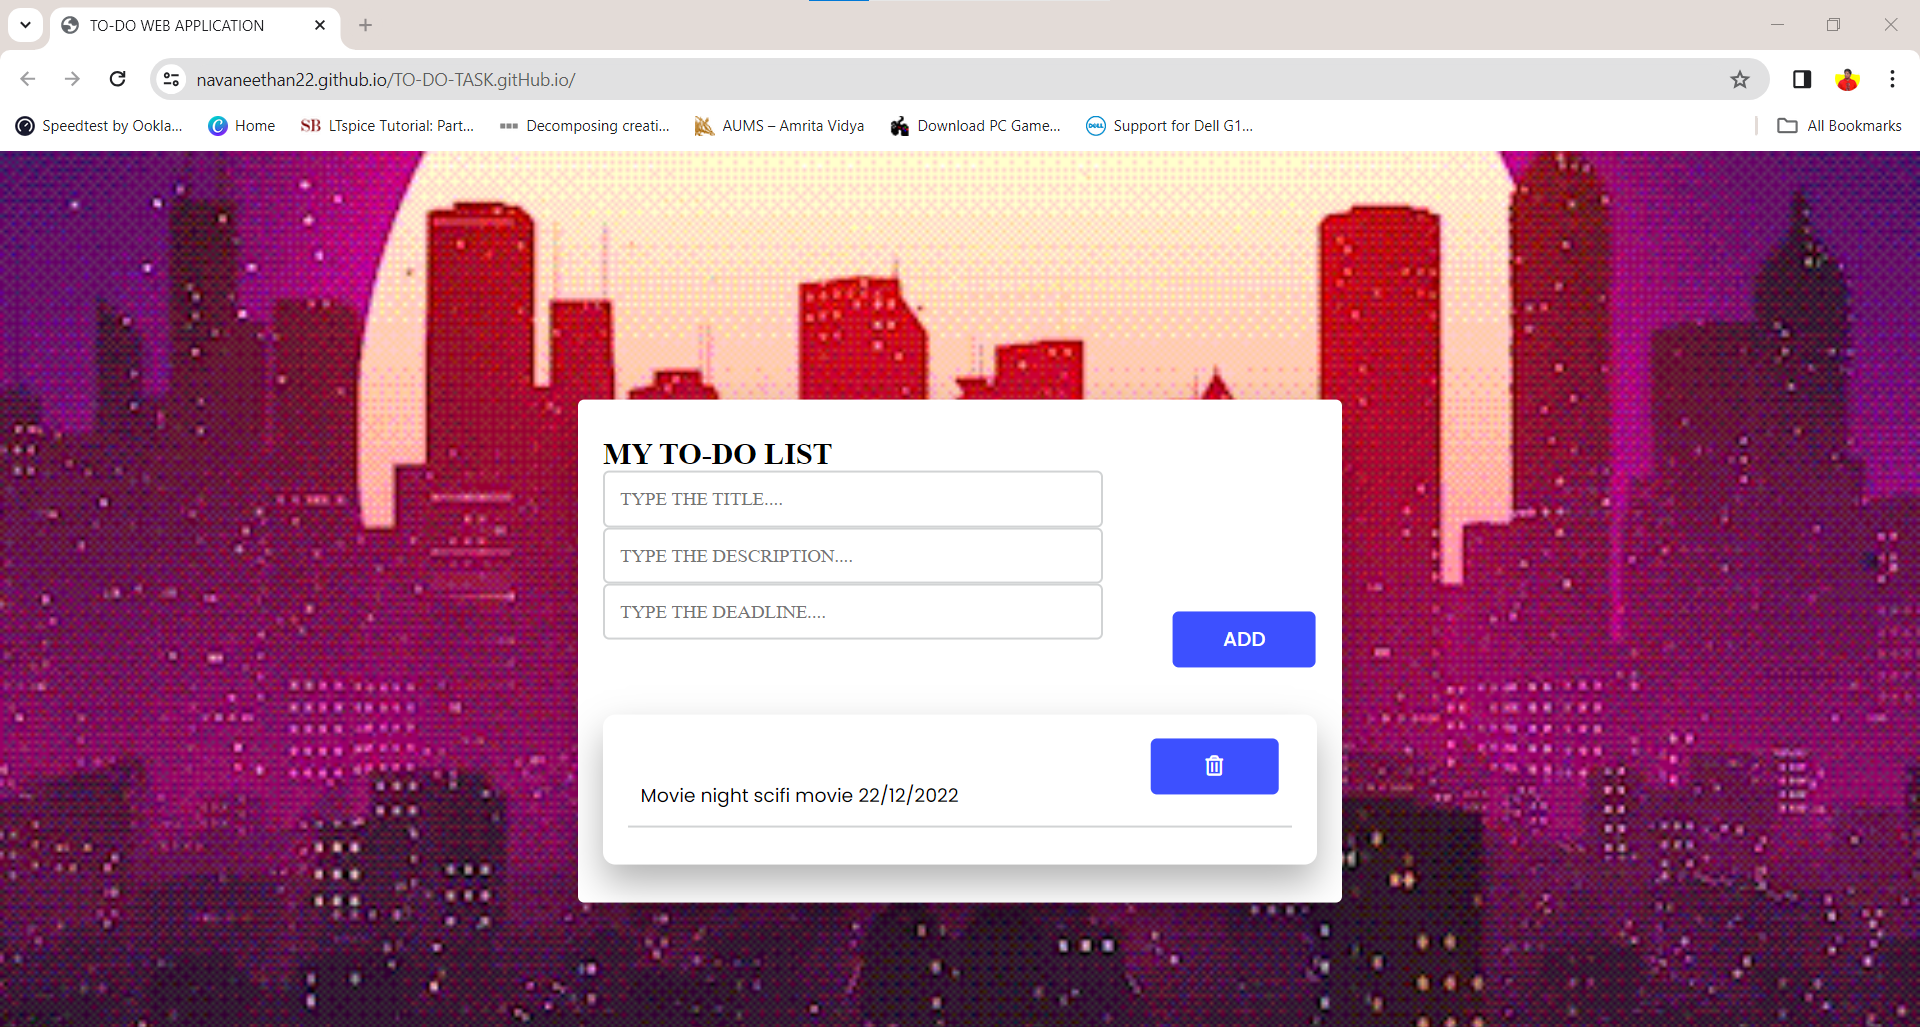 TO-DO WEB APPLICATION
navaneethan22.github.io/TO-DO-TASK.gitHub.io/
Speedtest by Ookla... Home SB LTspice Tutorial: Part... Decomposing creati... AUMS – Amrita Vidya Download PC Game... DELL Support for Dell G1... All Bookmarks
MY TO-DO LIST
TYPE THE TITLE....
TYPE THE DESCRIPTION....
TYPE THE DEADLINE....
ADD
Movie night scifi movie 22/12/2022